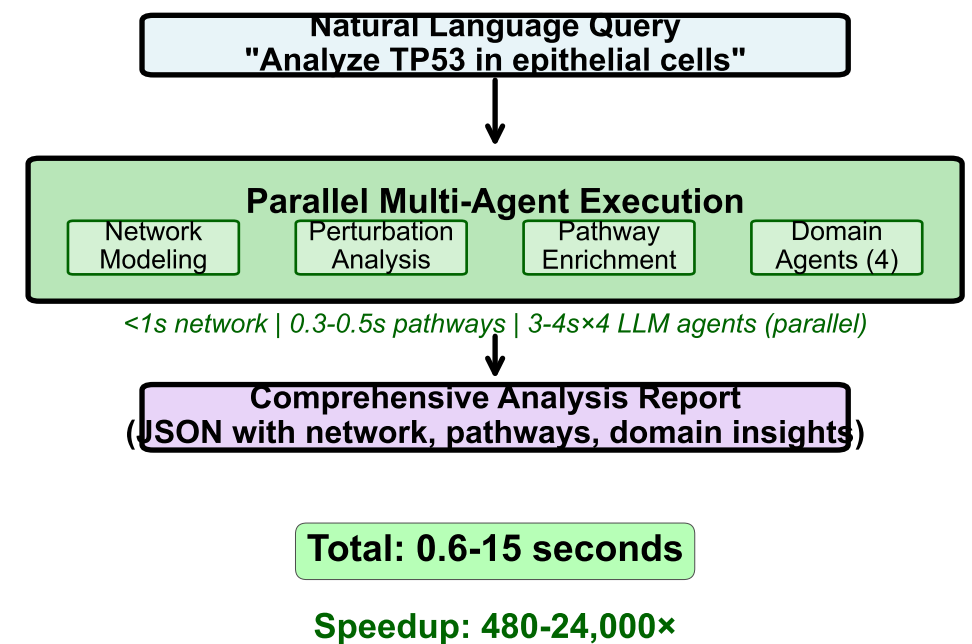 Natural Language Query
"Analyze TP53 in epithelial cells"
Parallel Multi-Agent Execution
Network
Modeling
Perturbation
Analysis
Pathway
Enrichment
Domain
Agents (4)
<1s network | 0.3-0.5s pathways | 3-4s×4 LLM agents (parallel)
Comprehensive Analysis Report
(JSON with network, pathways, domain insights)
Total: 0.6-15 seconds
Speedup: 480-24,000×